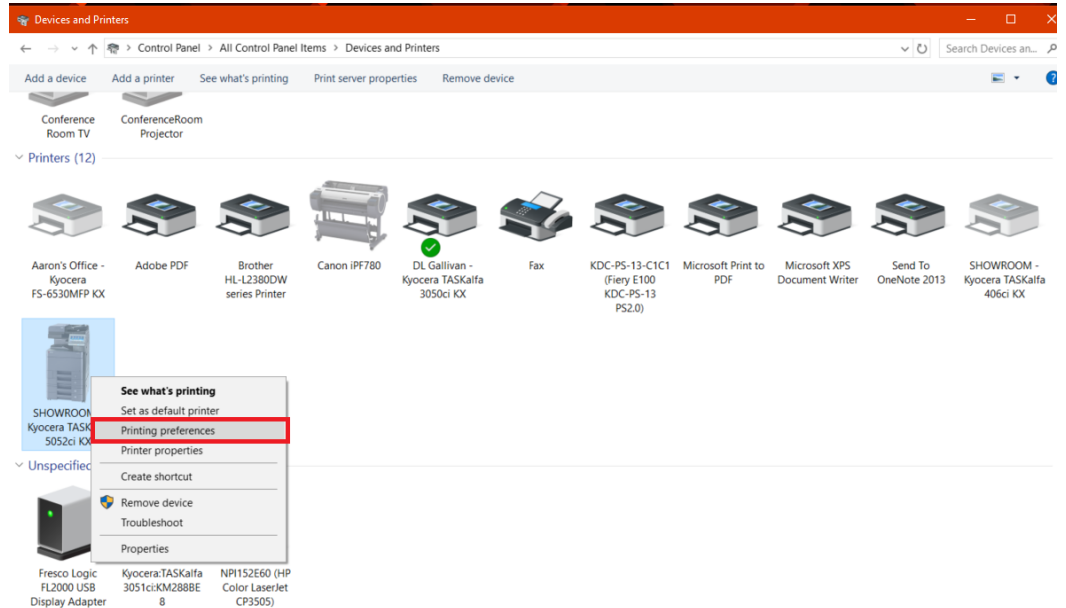 Devices and Printers
Control Panel > All Control Panel Items > Devices and Printers
Search Devices an...
Add a device Add a printer See what's printing Print server properties Remove device
?
Conference
Room TV
ConferenceRoom
Projector
Printers (12)
Aaron's Office -
Kyocera
FS-6530MFP KX
Adobe PDF
Brother
HL-L2380DW
series Printer
Canon iPF780
DL Gallivan -
Kyocera TASKalfa
3050ci KX
Fax
KDC-PS-13-C1C1
(Fiery E100
KDC-PS-13
PS2.0)
Microsoft Print to
PDF
Microsoft XPS
Document Writer
Send To
OneNote 2013
SHOWROOM -
Kyocera TASKalfa
406ci KX
SHOWROOM
Kyocera TASK
5052ci KX
See what's printing
Set as default printer
Printing preferences
Printer properties
Create shortcut
Remove device
Troubleshoot
Properties
Unspecified
Fresco Logic
FL2000 USB
Display Adapter
Kyocera:TASKalfa
3051ci:KM288BE
8
NPI152E60 (HP
Color LaserJet
CP3505)